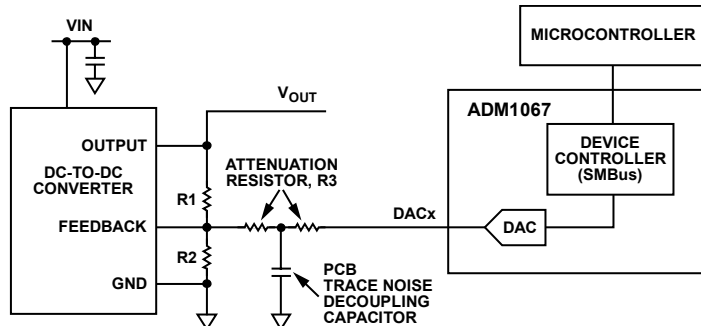 VIN
MICROCONTROLLER
VOUT
ADM1067
OUTPUT
DC-TO-DC
CONVERTER
ATTENUATION
RESISTOR, R3
DEVICE
CONTROLLER
(SMBus)
R1
FEEDBACK
DACx
DAC
R2
GND
PCB
TRACE NOISE
DECOUPLING
CAPACITOR